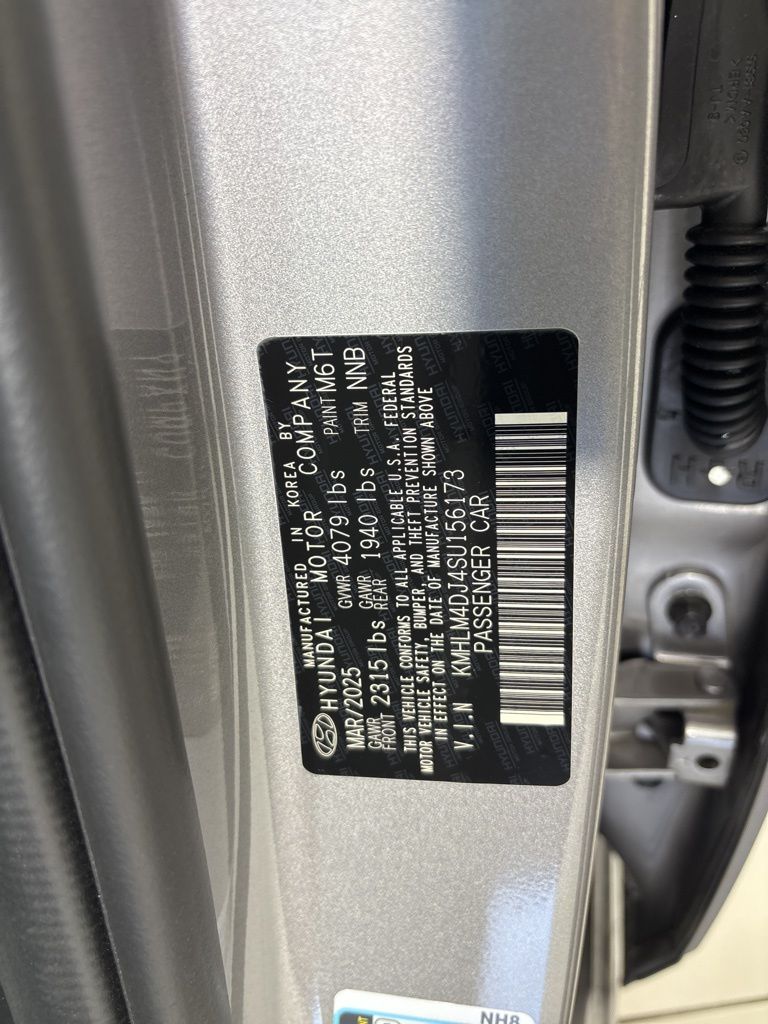 MANUFACTURED IN KOREA BY
HYUNDAI MOTOR COMPANY
MAR/2025 GVWR 4079 lbs PAINT M6T
GAWR FRONT 2315 lbs GAWR REAR 1940 lbs TRIM NNB
THIS VEHICLE CONFORMS TO ALL APPLICABLE U.S.A. FEDERAL
MOTOR VEHICLE SAFETY, BUMPER, AND THEFT PREVENTION STANDARDS
IN EFFECT ON THE DATE OF MANUFACTURE SHOWN ABOVE
V.I.N KMHLM4DJ4SU156173
PASSENGER CAR
NH8